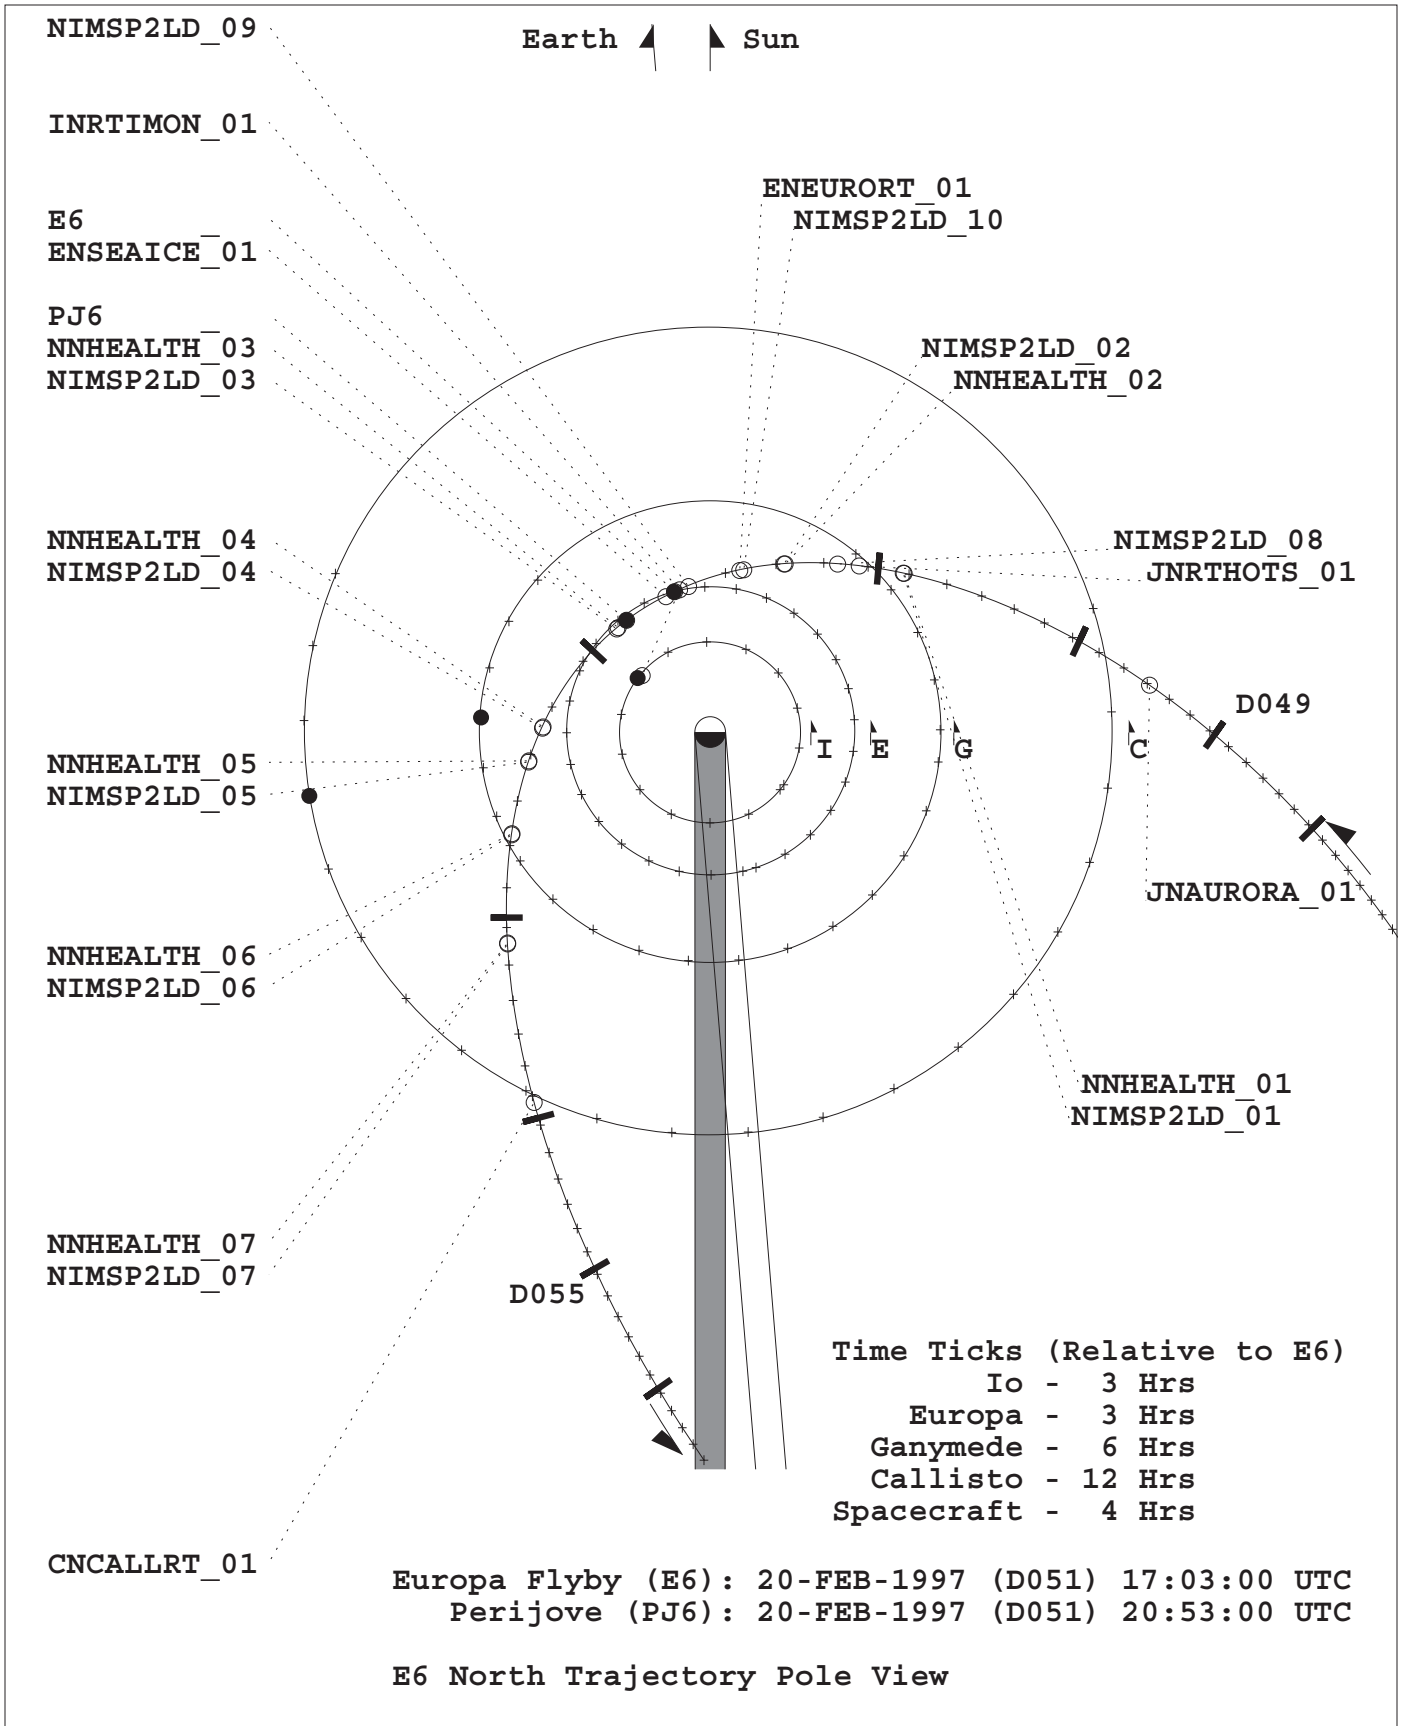 NIMSP2LD_09
Earth Sun
INRTIMON_01
ENEURORT_01
NIMSP2LD_10
E6 _
ENSEAICE_01
PJ6 _
NNHEALTH_03
NIMSP2LD_03
NIMSP2LD_02
NNHEALTH_02
NNHEALTH_04
NIMSP2LD_04
NIMSP2LD_08
JNRTHOTS_01
D049
I E G C
NNHEALTH_05
NIMSP2LD_05
JNAURORA_01
NNHEALTH_06
NIMSP2LD_06
NNHEALTH_01
NIMSP2LD_01
NNHEALTH_07
NIMSP2LD_07
D055
Time Ticks (Relative to E6)
Io - 3 Hrs
Europa - 3 Hrs
Ganymede - 6 Hrs
Callisto - 12 Hrs
Spacecraft - 4 Hrs
CNCALLRT_01
Europa Flyby (E6): 20-FEB-1997 (D051) 17:03:00 UTC
Perijove (PJ6): 20-FEB-1997 (D051) 20:53:00 UTC
E6 North Trajectory Pole View